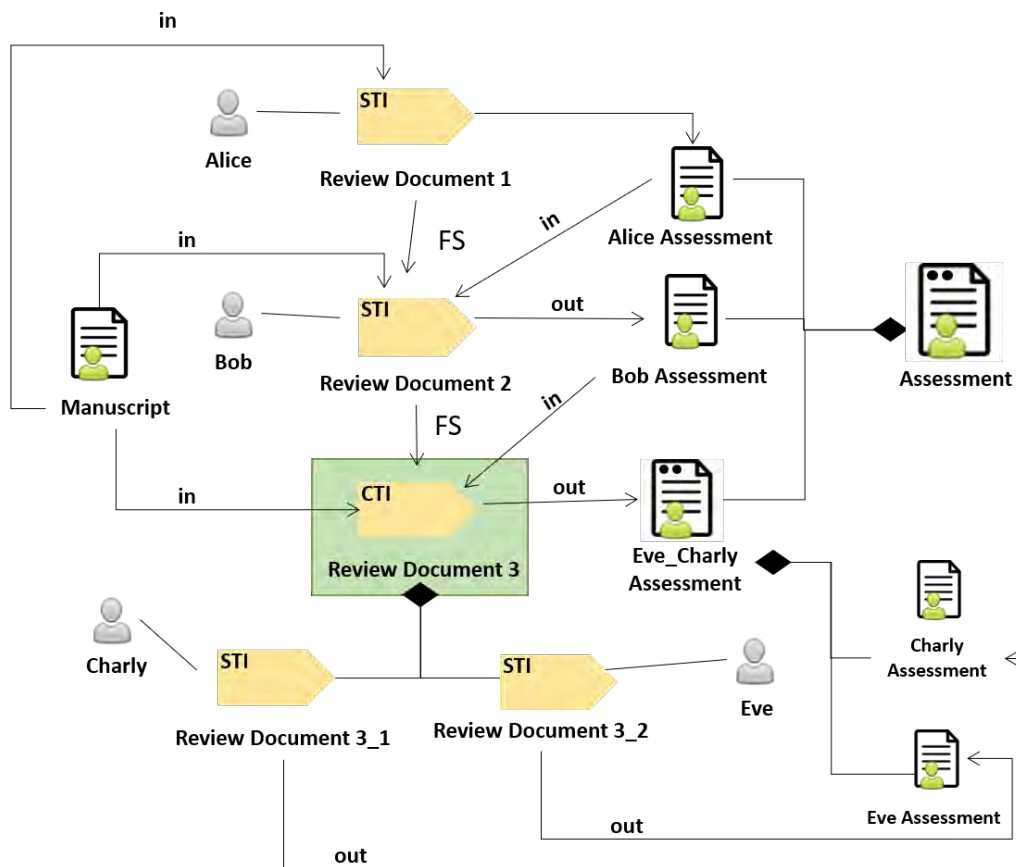 in
STI
Alice
Review Document 1
in
FS
in
Alice Assessment
STI
out
Bob
Review Document 2
Bob Assessment
Assessment
Manuscript
FS
in
in
CTI
out
Review Document 3
Eve_Charly
Assessment
Charly
STI
STI
Eve
Charly
Assessment
Review Document 3_1
Review Document 3_2
Eve Assessment
out
out